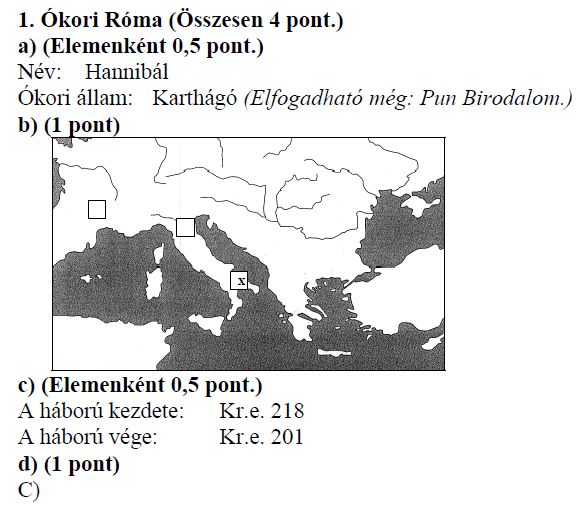 1. Ókori Róma (Összesen 4 pont.)
a) (Elemenként 0,5 pont.)
Név: Hannibál
Ókori állam: Karthágó (Elfogadható még: Pun Birodalom.)
b) (1 pont)
x
c) (Elemenként 0,5 pont.)
A háború kezdete: Kr.e. 218
A háború vége: Kr.e. 201
d) (1 pont)
C)